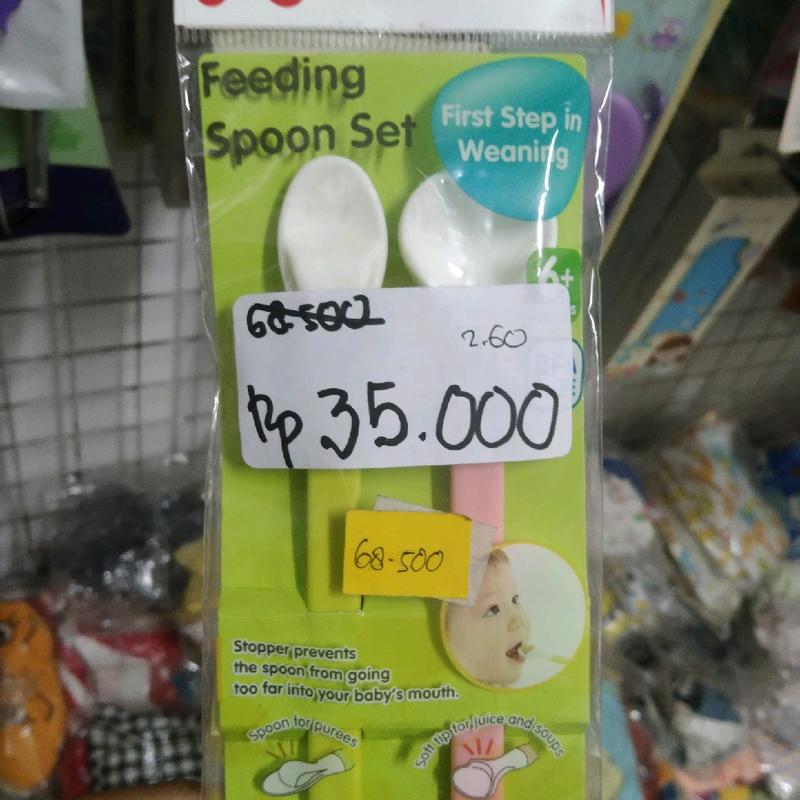 Feeding
Spoon Set
First Step in
Weaning
6+
68.500
2.60
Rp 35.000
68.500
Stopper prevents
the spoon from going
too far into your baby's mouth.
Spoon for purees
Soft tip for juice and soups